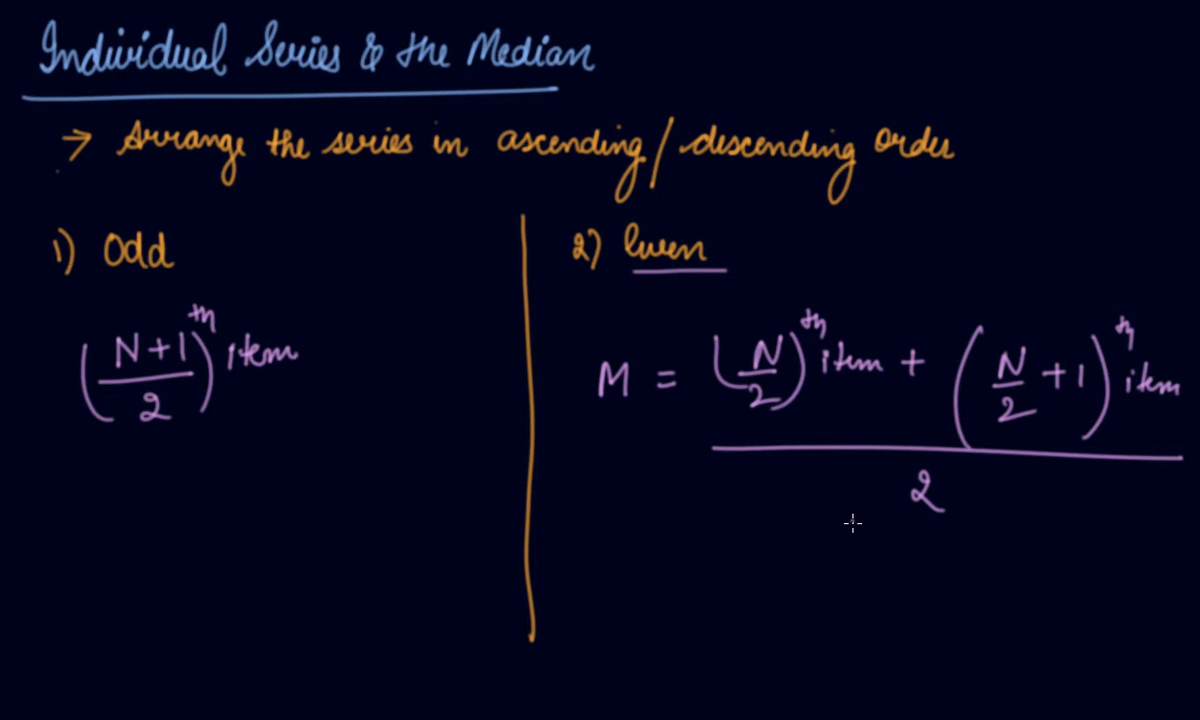 Individual Series & the Median
→ Arrange the series in ascending/descending order
1) Odd
((N+1)/2)th item
2) Even
M = ((N/2)th item + (N/2 + 1)th item)/2